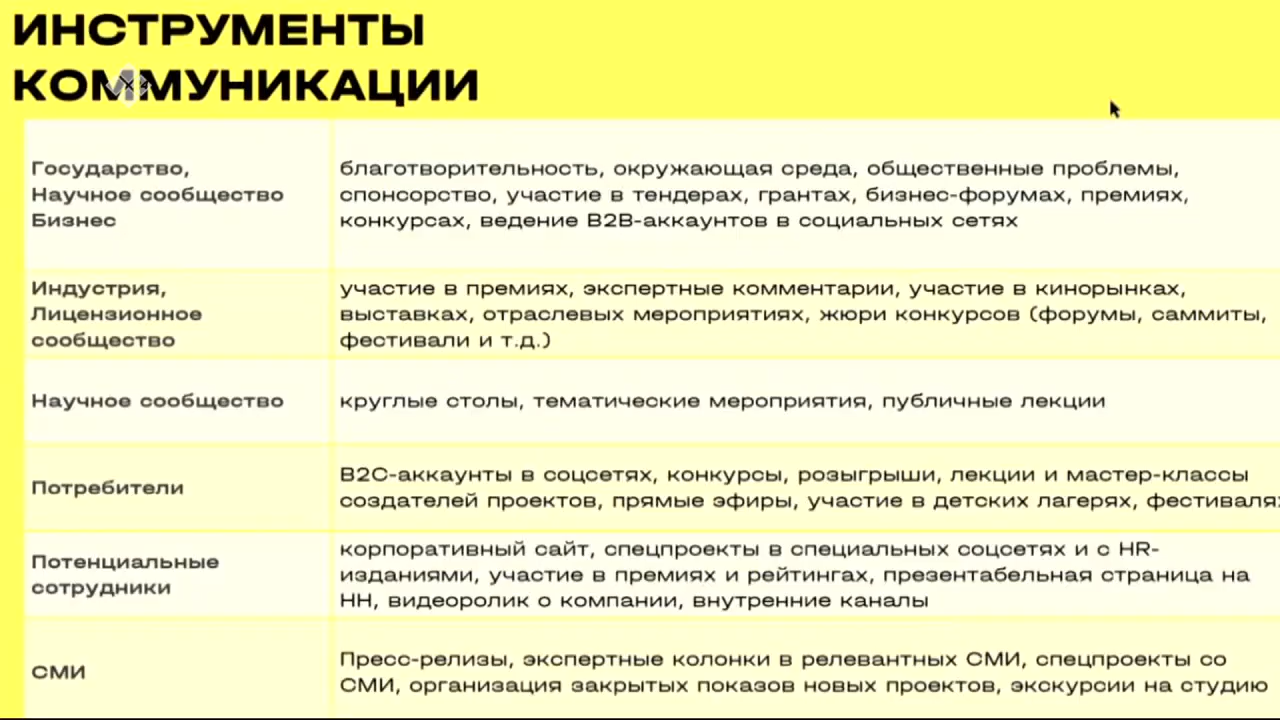 ИНСТРУМЕНТЫ
КОММУНИКАЦИИ
Государство,
Научное сообщество
Бизнес
благотворительность, окружающая среда, общественные проблемы,
спонсорство, участие в тендерах, грантах, бизнес-форумах, премиях,
конкурсах, ведение B2B-аккаунтов в социальных сетях
Индустрия,
Лицензионное
сообщество
участие в премиях, экспертные комментарии, участие в кинорынках,
выставках, отраслевых мероприятиях, жюри конкурсов (форумы, саммиты,
фестивали и т.д.)
Научное сообщество
круглые столы, тематические мероприятия, публичные лекции
Потребители
B2C-аккаунты в соцсетях, конкурсы, розыгрыши, лекции и мастер-классы
создателей проектов, прямые эфиры, участие в детских лагерях, фестивалях
Потенциальные
сотрудники
корпоративный сайт, спецпроекты в специальных соцсетях и с HR-
изданиями, участие в премиях и рейтингах, презентабельная страница на
HH, видеоролик о компании, внутренние каналы
СМИ
Пресс-релизы, экспертные колонки в релевантных СМИ, спецпроекты со
СМИ, организация закрытых показов новых проектов, экскурсии на студию